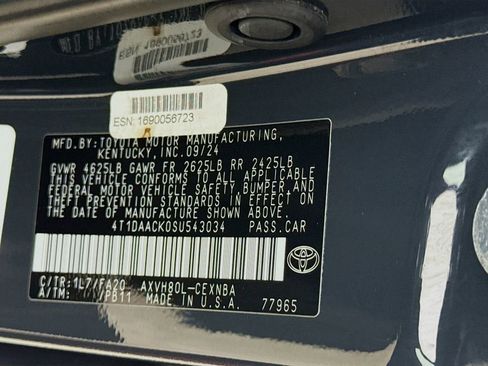 ESN: 1690056723
ESN: 1690056723
MFD.BY:TOYOTA MOTOR MANUFACTURING,
KENTUCKY,INC.09/24
GVWR 4625LB GAWR FR 2625LB RR 2425LB
THIS VEHICLE CONFORMS TO ALL APPLICABLE
FEDERAL MOTOR VEHICLE SAFETY,BUMPER,AND
THEFT PREVENTION STANDARDS IN EFFECT ON
THE DATE OF MANUFACTURE SHOWN ABOVE.
4T1DAACK0SU543034 PASS.CAR
C/TR:1L7/FA20 AXVH80L-CEXNBA
A/TM: /PB11 MADE IN U.S.A. 77965